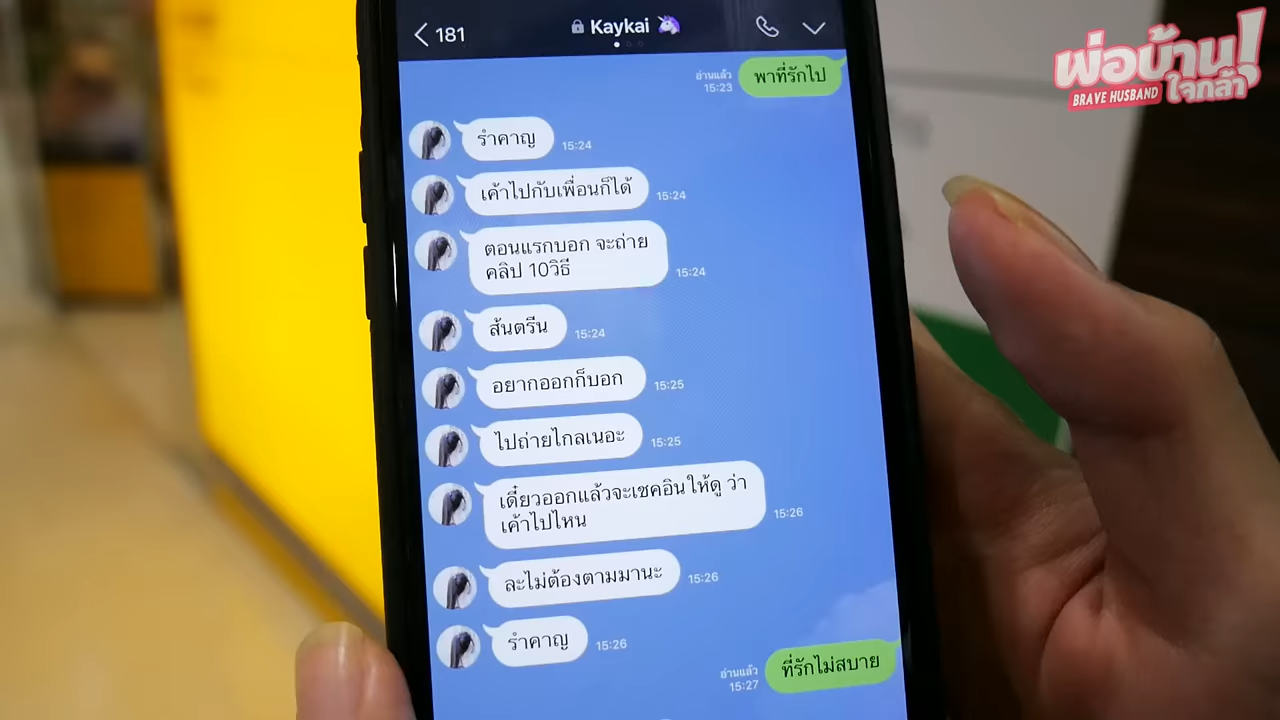 181
Kaykai
พ่อบ้าน!
BRAVE HUSBAND ใจกล้า
อ่านแล้ว
15:23
พาที่รักไป
รำคาญ
15:24
เค้าไปกับเพื่อนก็ได้
15:24
ตอนแรกบอก จะถ่าย
คลิป 10วิธี
15:24
ส้นตรีน
15:24
อยากออกก็บอก
15:25
ไปถ่ายไกลเนอะ
15:25
เดี๋ยวออกแล้วจะเชคอินให้ดู ว่า
เค้าไปไหน
15:26
ละไม่ต้องตามมานะ
15:26
รำคาญ
15:26
อ่านแล้ว
15:27
ที่รักไม่สบาย